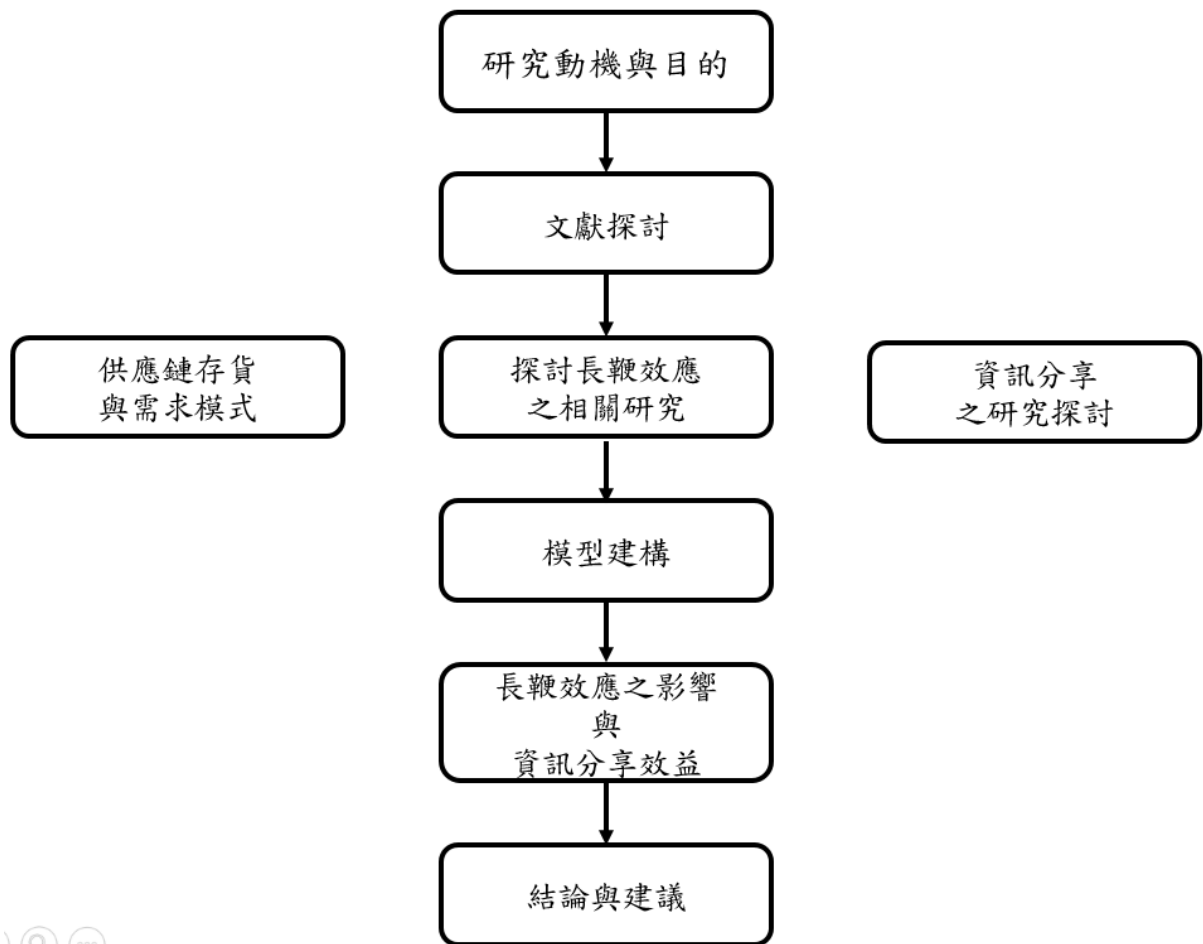 研究動機與目的
文獻探討
供應鏈存貨
與需求模式
探討長鞭效應
之相關研究
資訊分享
之研究探討
模型建構
長鞭效應之影響
與
資訊分享效益
結論與建議